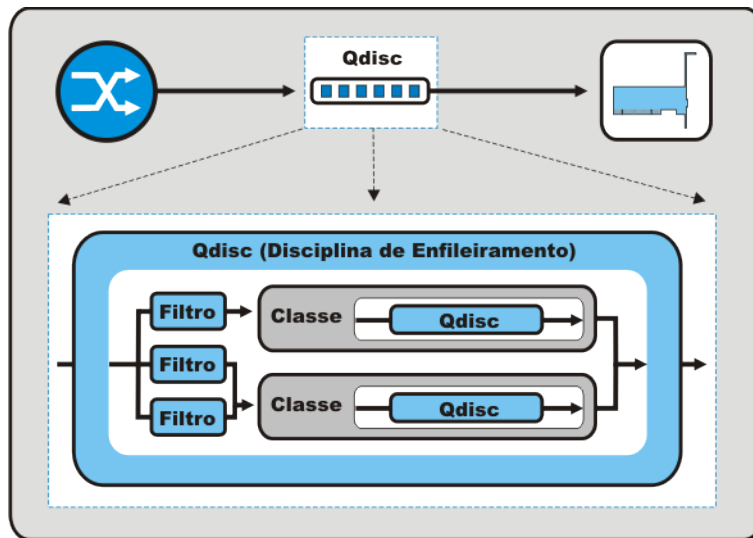 Qdisc
Qdisc (Disciplina de Enfileiramento)
Filtro
Classe
Qdisc
Filtro
Filtro
Classe
Qdisc